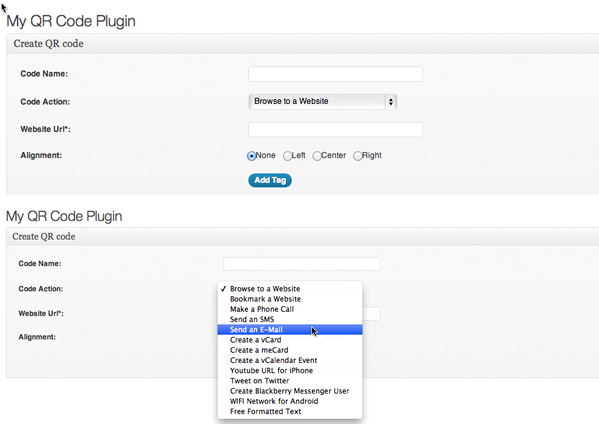 My QR Code Plugin
Create QR code
Code Name:
Code Action: Browse to a Website
Website Url*:
Alignment: None Left Center Right
Add Tag
My QR Code Plugin
Create QR code
Code Name:
Code Action: ✓ Browse to a Website
Bookmark a Website
Make a Phone Call
Website Url*:
Send an SMS
Send an E-Mail
Alignment:
Create a vCard
Create a meCard
Create a vCalendar Event
Youtube URL for iPhone
Tweet on Twitter
Create Blackberry Messenger User
WIFI Network for Android
Free Formatted Text